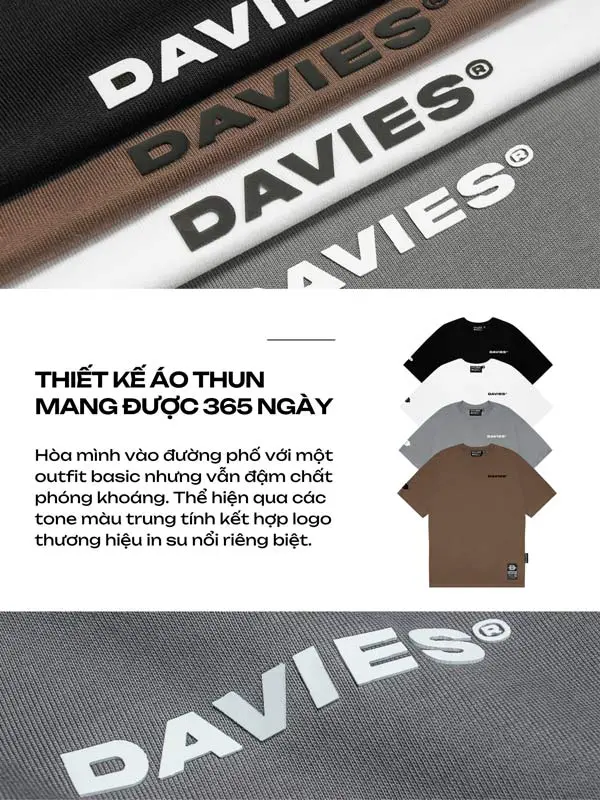 DAVIES®
DAVIES®
DAVIES®
DAVIES®
THIẾT KẾ ÁO THUN
MANG ĐƯỢC 365 NGÀY
Hòa mình vào đường phố với một
outfit basic nhưng vẫn đậm chất
phóng khoáng. Thể hiện qua các
tone màu trung tính kết hợp logo
thương hiệu in su nổi riêng biệt.
DAVIES®
DAVIES®
DAVIES®
DAVIES®